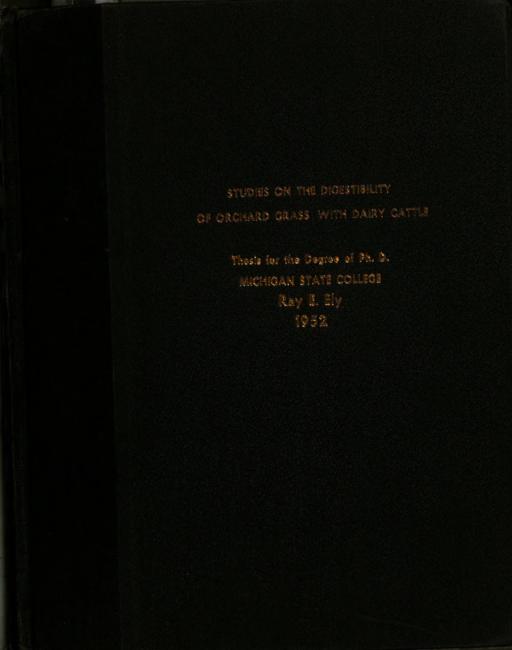 STUDIES ON THE DIGESTIBILITY
OF ORCHARD GRASS WITH DAIRY CATTLE
Thesis for the Degree of Ph. D.
MICHIGAN STATE COLLEGE
Ray E. Ely
1952